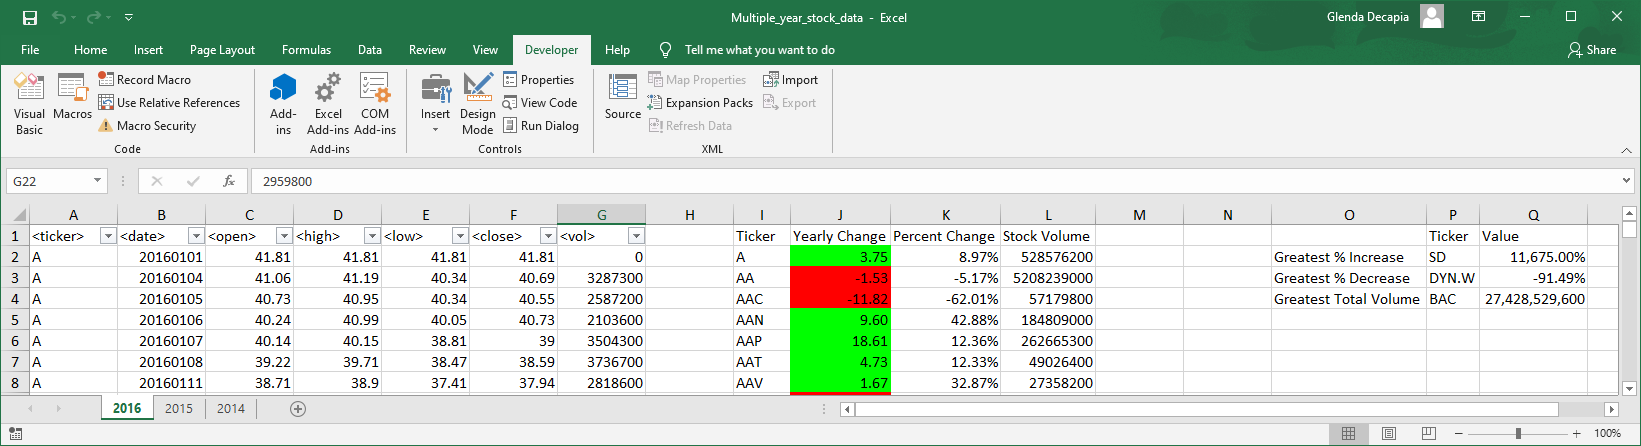 Multiple_year_stock_data - Excel
Glenda Decapia
File Home Insert Page Layout Formulas Data Review View Developer Help Tell me what you want to do Share
Visual Basic
Macros
Record Macro
Use Relative References
Macro Security
Code
Add-ins
Excel Add-ins
COM Add-ins
Add-ins
Insert
Design Mode
Properties
View Code
Run Dialog
Controls
Source
Map Properties
Expansion Packs
Refresh Data
Import
Export
XML
G22 fx 2959800
A B C D E F G H I J K L M N O P Q
1 <ticker> <date> <open> <high> <low> <close> <vol> Ticker Yearly Change Percent Change Stock Volume Ticker Value
2 A 20160101 41.81 41.81 41.81 41.81 0 A 3.75 8.97% 528576200 Greatest % Increase SD 11,675.00%
3 A 20160104 41.06 41.19 40.34 40.69 3287300 AA -1.53 -5.17% 5208239000 Greatest % Decrease DYN.W -91.49%
4 A 20160105 40.73 40.95 40.34 40.55 2587200 AAC -11.82 -62.01% 57179800 Greatest Total Volume BAC 27,428,529,600
5 A 20160106 40.24 40.99 40.05 40.73 2103600 AAN 9.60 42.88% 184809000
6 A 20160107 40.14 40.15 38.81 39 3504300 AAP 18.61 12.36% 262665300
7 A 20160108 39.22 39.71 38.47 38.59 3736700 AAT 4.73 12.33% 49026400
8 A 20160111 38.71 38.9 37.41 37.94 2818600 AAV 1.67 32.87% 27358200
2016 2015 2014
100%